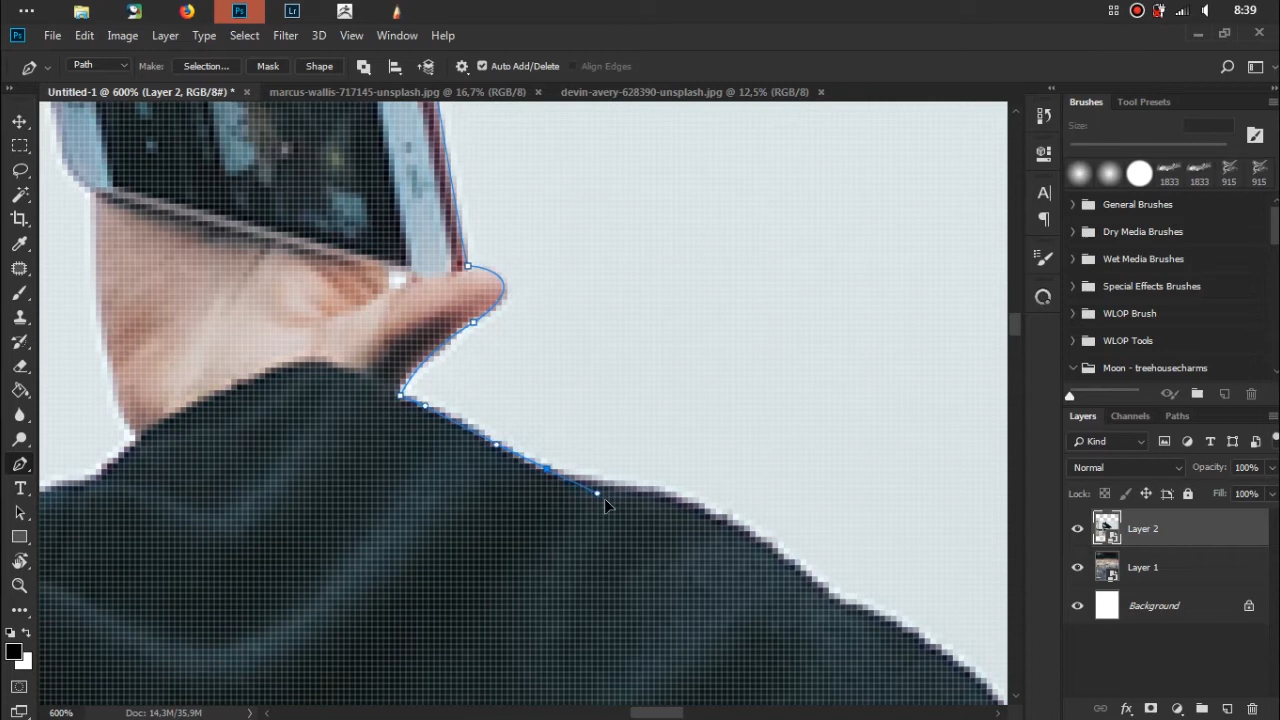 8:39
Ps
Lr
Ps File Edit Image Layer Type Select Filter 3D View Window Help
Path Make: Selection... Mask Shape Auto Add/Delete Align Edges
Untitled-1 @ 600% (Layer 2, RGB/8#) * × marcus-wallis-717145-unsplash.jpg @ 16,7% (RGB/8) × devin-avery-628390-unsplash.jpg @ 12,5% (RGB/8) ×
Brushes Tool Presets
Size:
1833 1833 915 915
General Brushes
Dry Media Brushes
Wet Media Brushes
Special Effects Brushes
WLOP Brush
WLOP Tools
Moon - treehousecharms
Layers Channels Paths
Kind
Normal Opacity: 100%
Lock: Fill: 100%
Layer 2
Layer 1
Background
600% Doc: 14,3M/35,9M